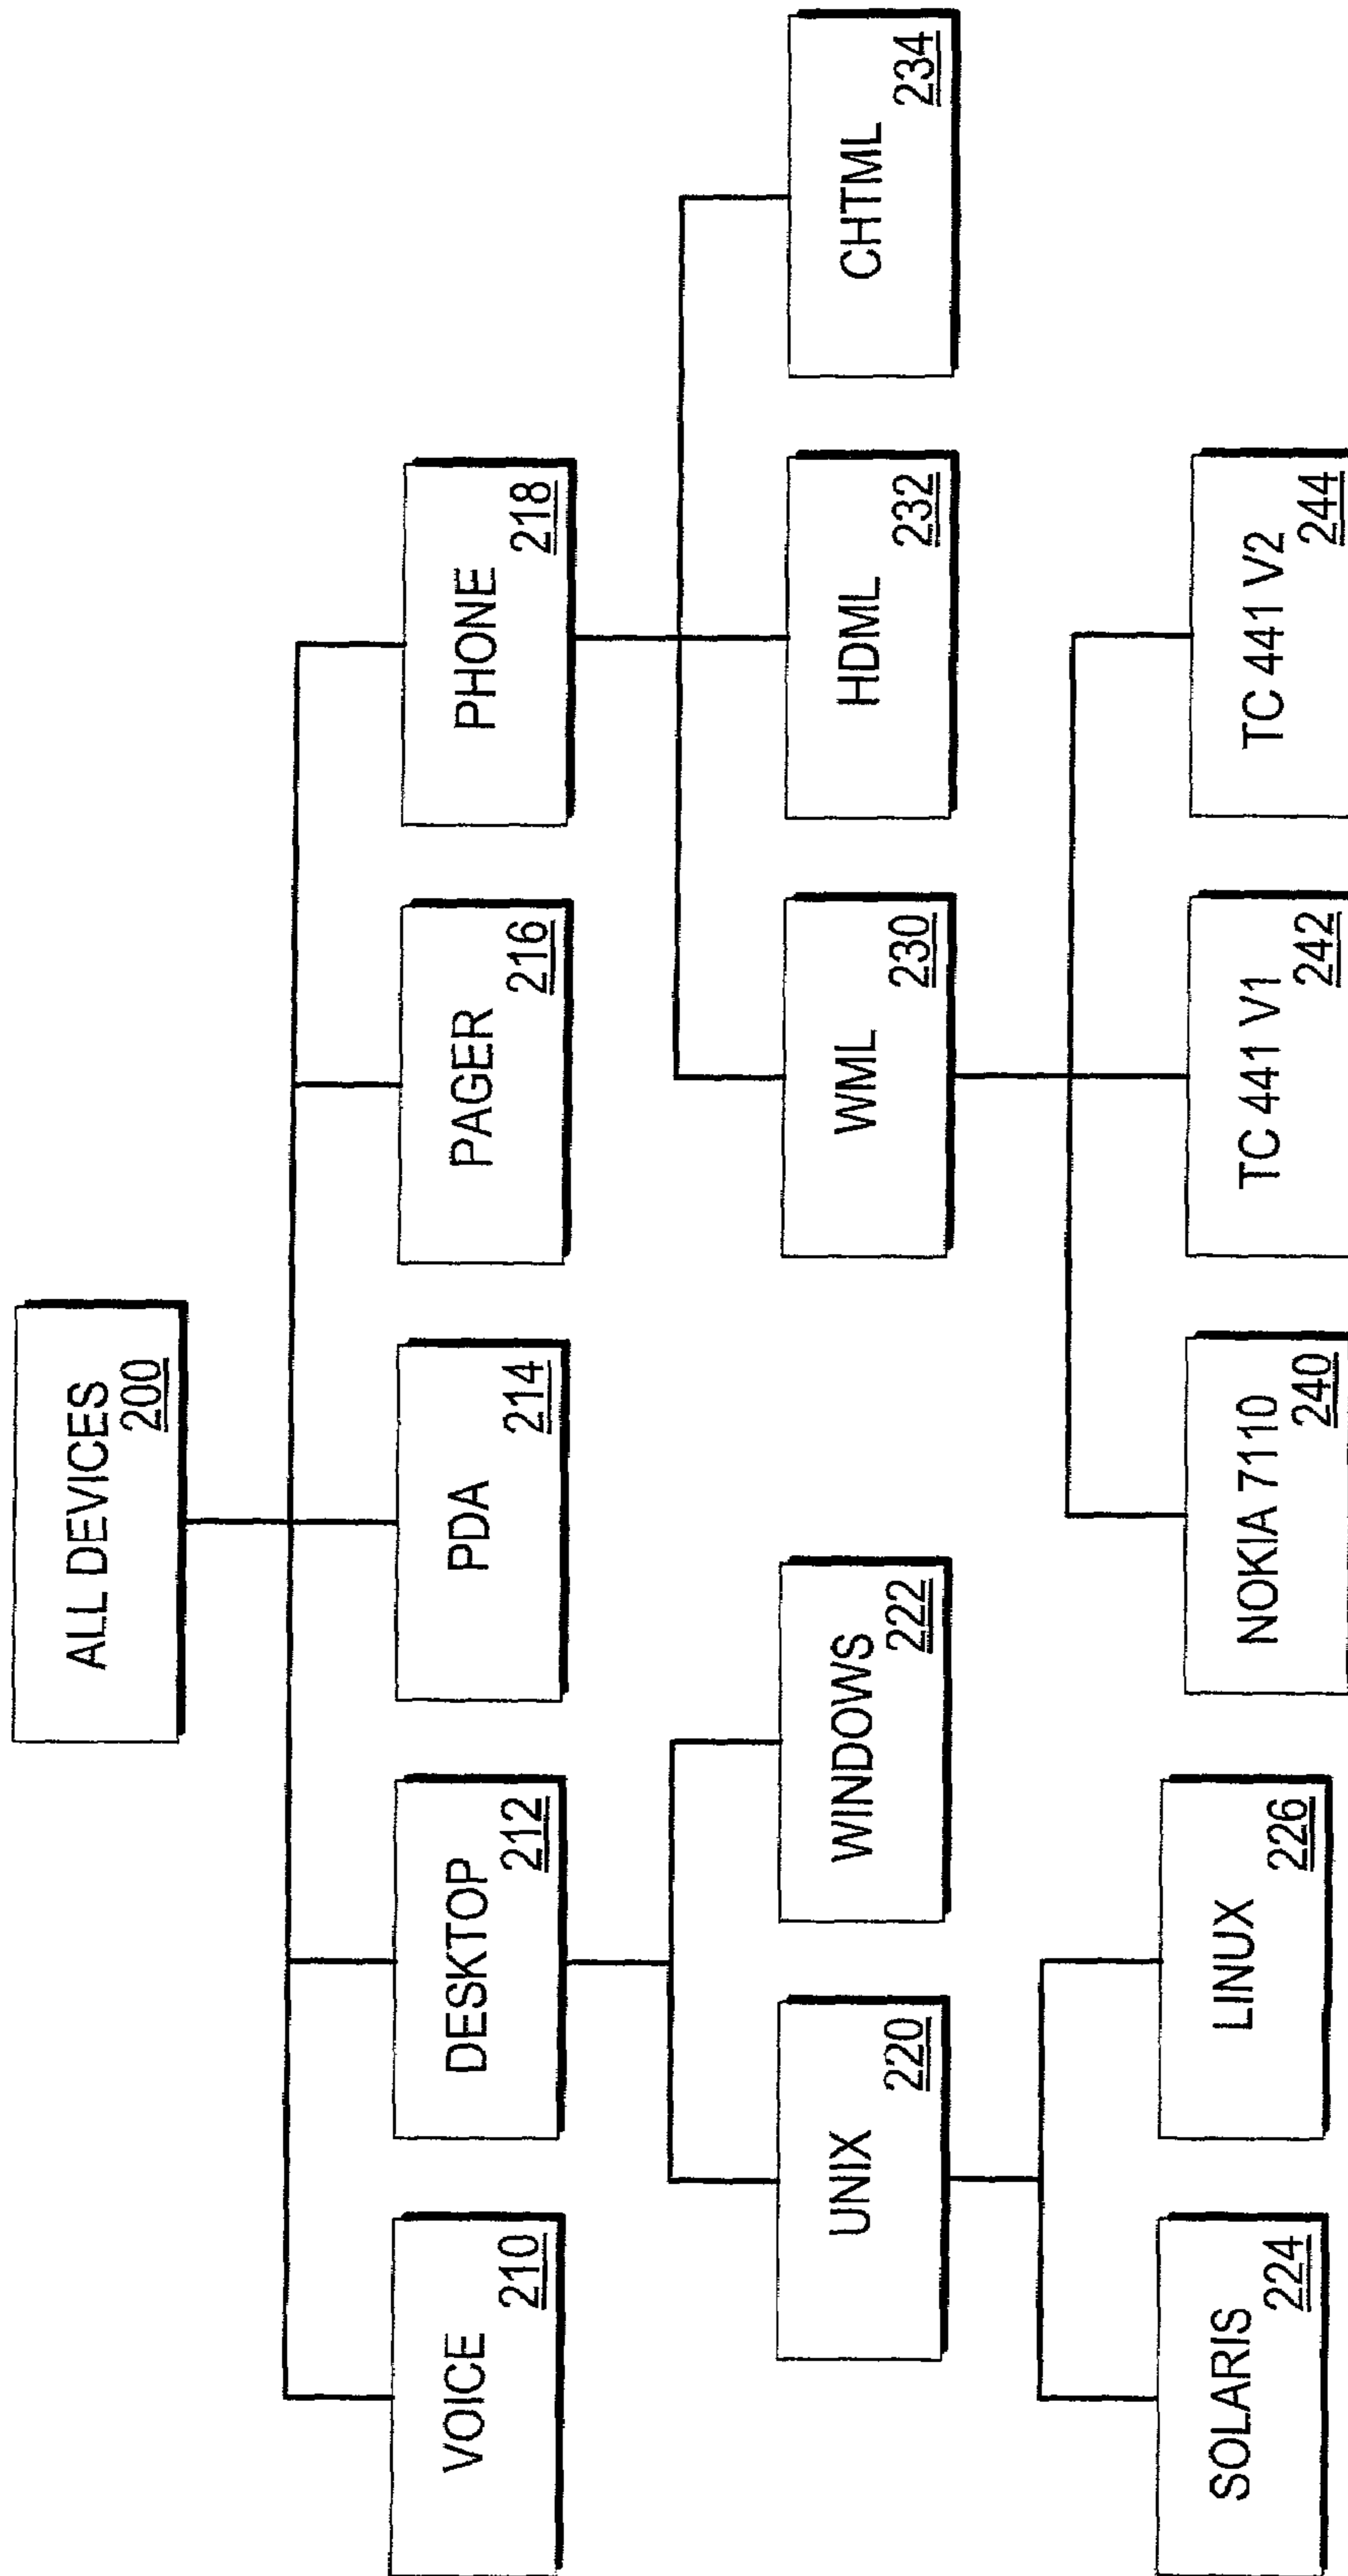 ALL DEVICES
200
VOICE
210
DESKTOP
212
PDA
214
PAGER
216
PHONE
218
UNIX
220
WINDOWS
222
WML
230
HDML
232
CHTML
234
SOLARIS
224
LINUX
226
NOKIA 7110
240
TC 441 V1
242
TC 441 V2
244